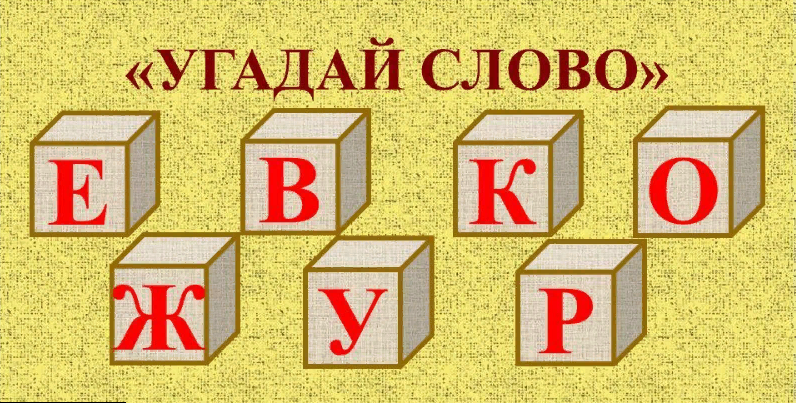 «УГАДАЙ СЛОВО»
Е В К О
Ж У Р